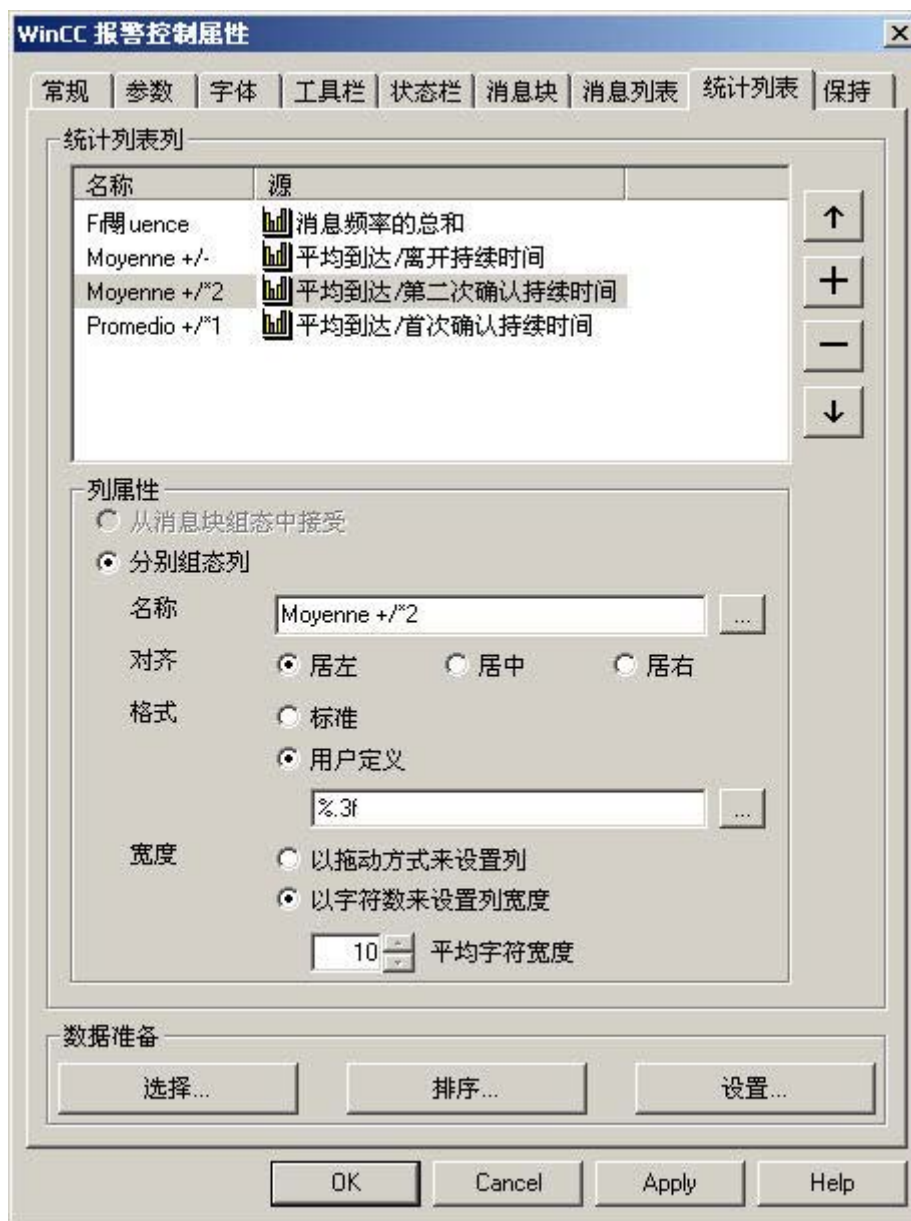 WinCC 报警控制属性
常规 参数 字体 工具栏 状态栏 消息块 消息列表 统计列表 保持
统计列表列
名称 源
Fr閝uence 消息频率的总和
Moyenne +/- 平均到达/离开持续时间
Moyenne +/*2 平均到达/第二次确认持续时间
Promedio +/*1 平均到达/首次确认持续时间
列属性
从消息块组态中接受
分别组态列
名称 Moyenne +/*2 ...
对齐 居左 居中 居右
格式 标准
用户定义
%.3f ...
宽度 以拖动方式来设置列
以字符数来设置列宽度
10 平均字符宽度
数据准备
选择... 排序... 设置...
OK Cancel Apply Help